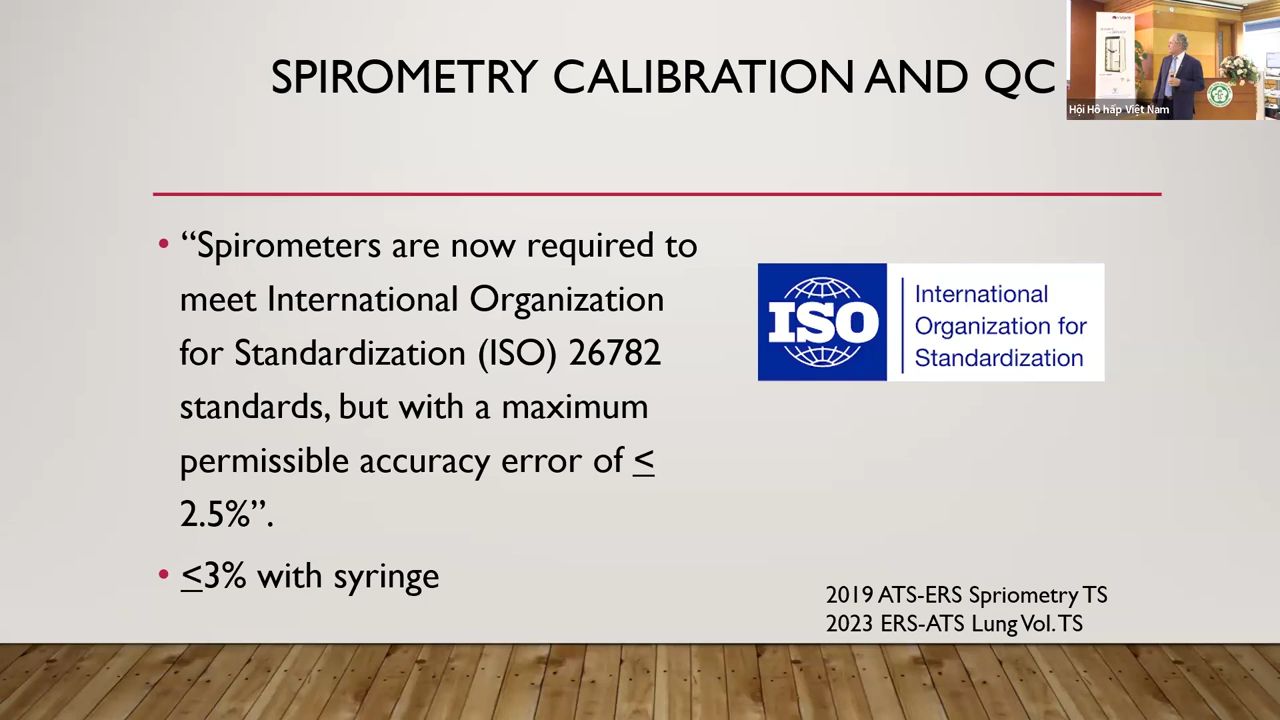 SPIROMETRY CALIBRATION AND QC
Hội Hô hấp Việt Nam
• “Spirometers are now required to
meet International Organization
for Standardization (ISO) 26782
standards, but with a maximum
permissible accuracy error of ≤
2.5%”.
• ≤3% with syringe
ISO
International
Organization for
Standardization
2019 ATS-ERS Spriometry TS
2023 ERS-ATS Lung Vol. TS